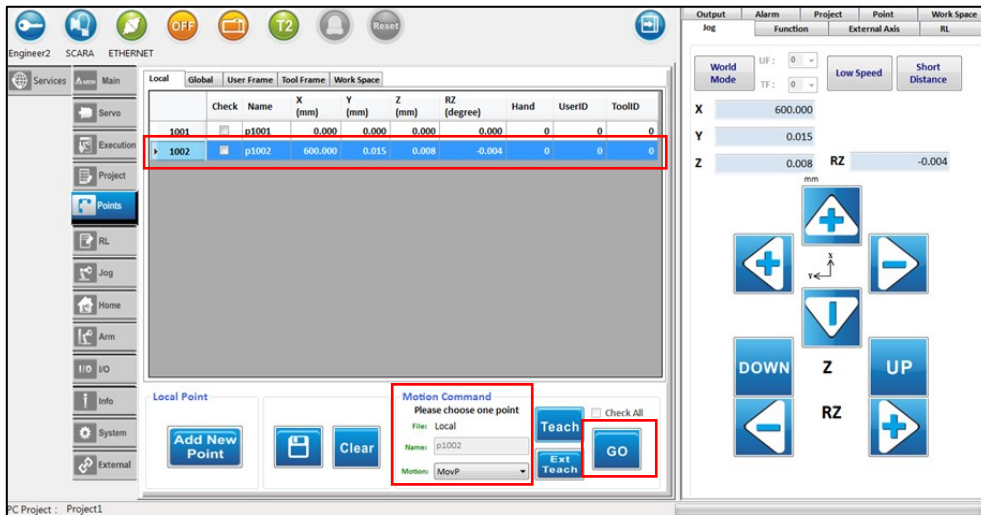 OFF
T2
Reset
Engineer2 SCARA ETHERNET
Services
Main
Servo
Execution
Project
Points
RL
Jog
Home
Arm
I/O I/O
Info
System
External
Local Global User Frame Tool Frame Work Space
Check Name X (mm) Y (mm) Z (mm) RZ (degree) Hand UserID ToolID
1001 p1001 0.000 0.000 0.000 0.000 0 0 0
1002 p1002 600.000 0.015 0.008 -0.004 0 0 0
Local Point
Add New
Point
Clear
Motion Command
Please choose one point
File: Local
Name: p1002
Motion: MovP
Teach
Ext
Teach
Check All
GO
PC Project : Project1
Output Alarm Project Point Work Space
Jog Function External Axis RL
World
Mode
UF: 0
TF: 0
Low Speed
Short
Distance
X 600.000
Y 0.015
Z 0.008 RZ -0.004
mm
X
Y
DOWN Z UP
RZ